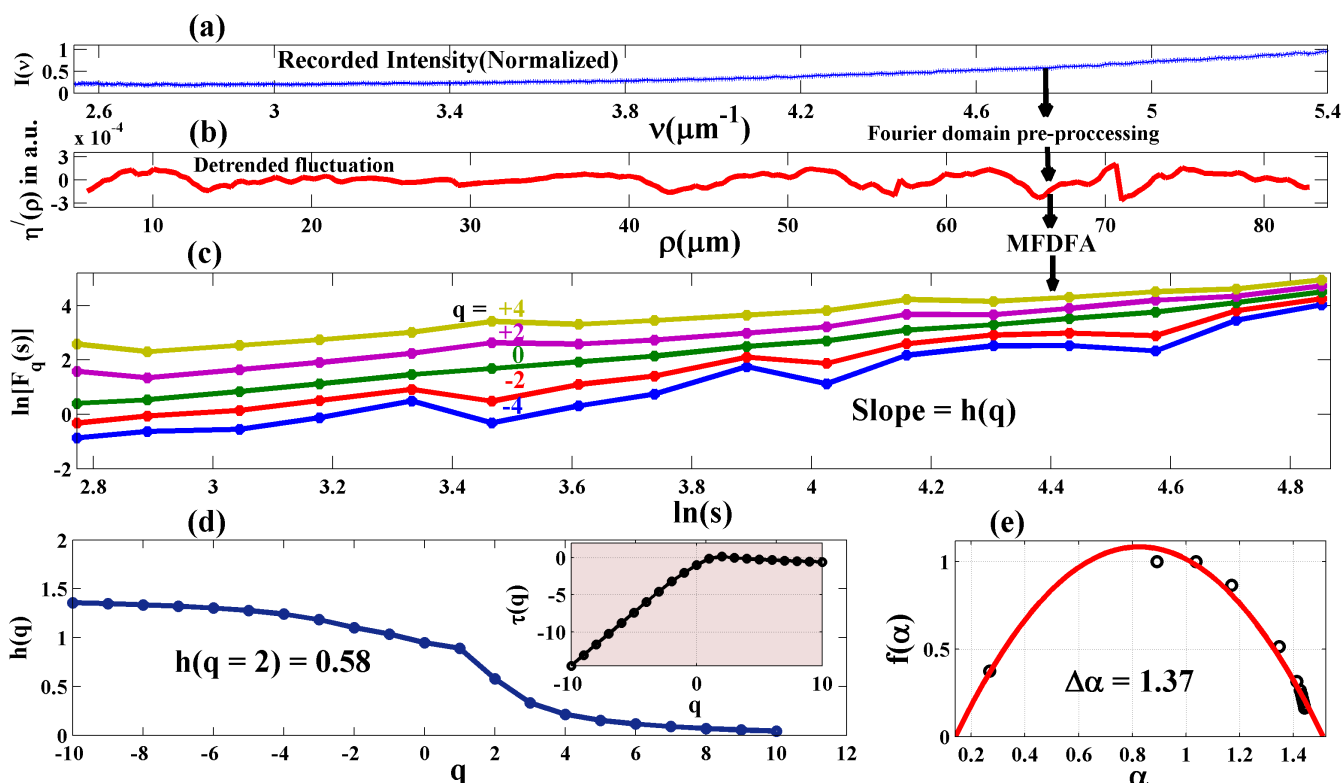 (a)
I(ν)
1
0.5
0
Recorded Intensity(Normalized)
2.6 3 3.4 3.8 4.2 4.6 5 5.4
ν(μm-1)
x 10-4
(b)
Fourier domain pre-proccessing
η/(ρ) in a.u.
3
0
-3
Detrended fluctuation
10 20 30 40 50 60 70 80
ρ(μm)
MFDFA
(c)
ln[Fq(s)]
4
2
0
-2
q = +4
+2
0
-2
-4
Slope = h(q)
2.8 3 3.2 3.4 3.6 3.8 4 4.2 4.4 4.6 4.8
ln(s)
(d)
h(q)
2
1.5
1
0.5
0
h(q = 2) = 0.58
-10 -8 -6 -4 -2 0 2 4 6 8 10 12
q
τ(q)
0
-5
-10
-10 0 10
q
(e)
f(α)
1
0.5
0
Δα = 1.37
0.2 0.4 0.6 0.8 1 1.2 1.4
α